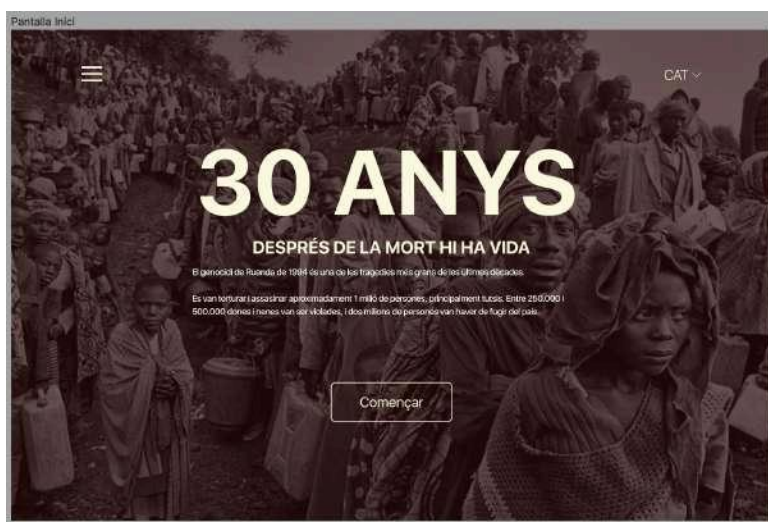 Pantalla Inici
CAT
30 ANYS
DESPRÉS DE LA MORT HI HA VIDA
El genocidi de Ruanda de 1994 és una de les tragedies més grans de les últimes dècades.
Es van torturar i assasinar aproximadament 1 milió de persones, principalment tutsis. Entre 250.000 i
500.000 dones i nenes van ser violades, i dos milions de persones van haver de fugir del país.
Començar